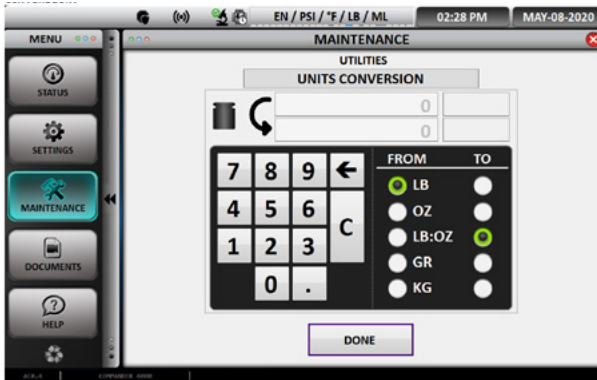 EN / PSI / °F / LB / ML 02:28 PM MAY-08-2020
MENU MAINTENANCE
UTILITIES
UNITS CONVERSION
STATUS
SETTINGS
MAINTENANCE
DOCUMENTS
HELP
0
0
7 8 9
4 5 6 C
1 2 3
0 .
FROM TO
LB
OZ
LB:OZ
GR
KG
DONE